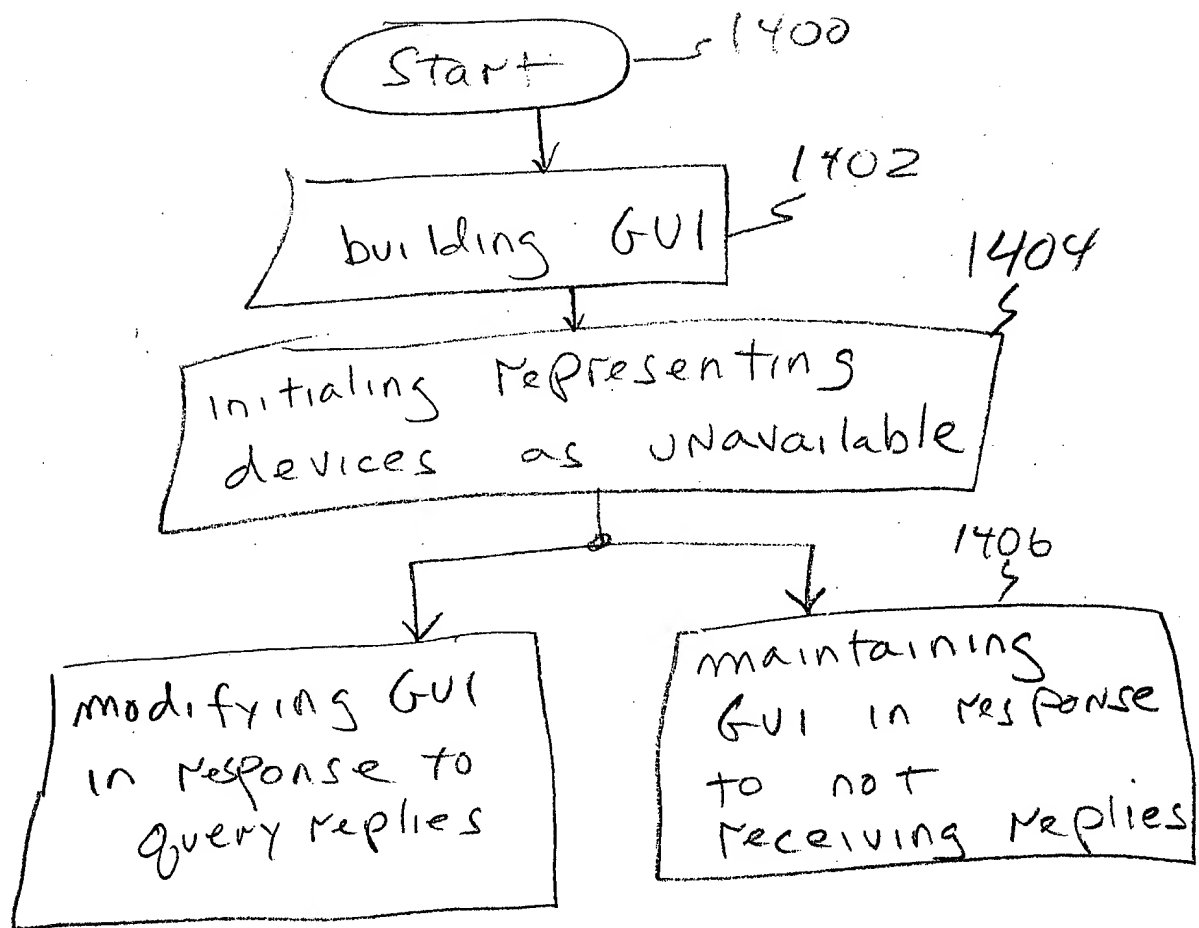 Start
1400
building GUI
1402
1404
initialing representing
devices as unavailable
modifying GUI
in response to
query replies
1406
maintaining
GUI in response
to not
receiving replies